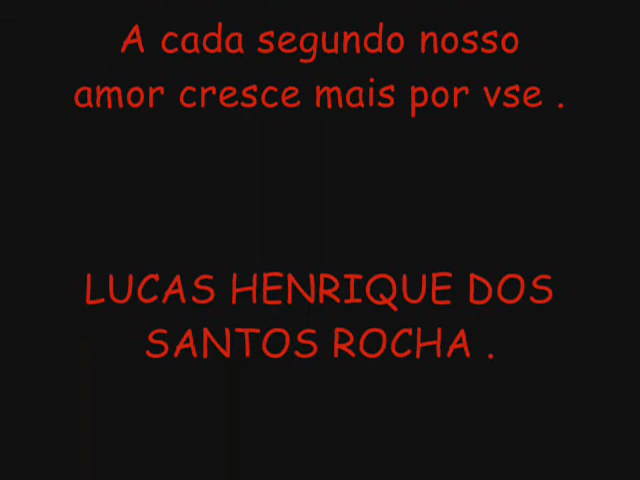 A cada segundo nosso
amor cresce mais por vse .
LUCAS HENRIQUE DOS
SANTOS ROCHA .